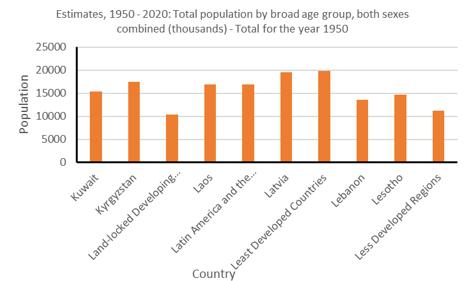 Estimates, 1950 - 2020: Total population by broad age group, both sexes
combined (thousands) - Total for the year 1950
Population
25000
20000
15000
10000
5000
0
Kuwait
Kyrgyzstan
Land-locked Developing...
Laos
Latin America and the...
Latvia
Least Developed Countries
Lebanon
Lesotho
Less Developed Regions
Country